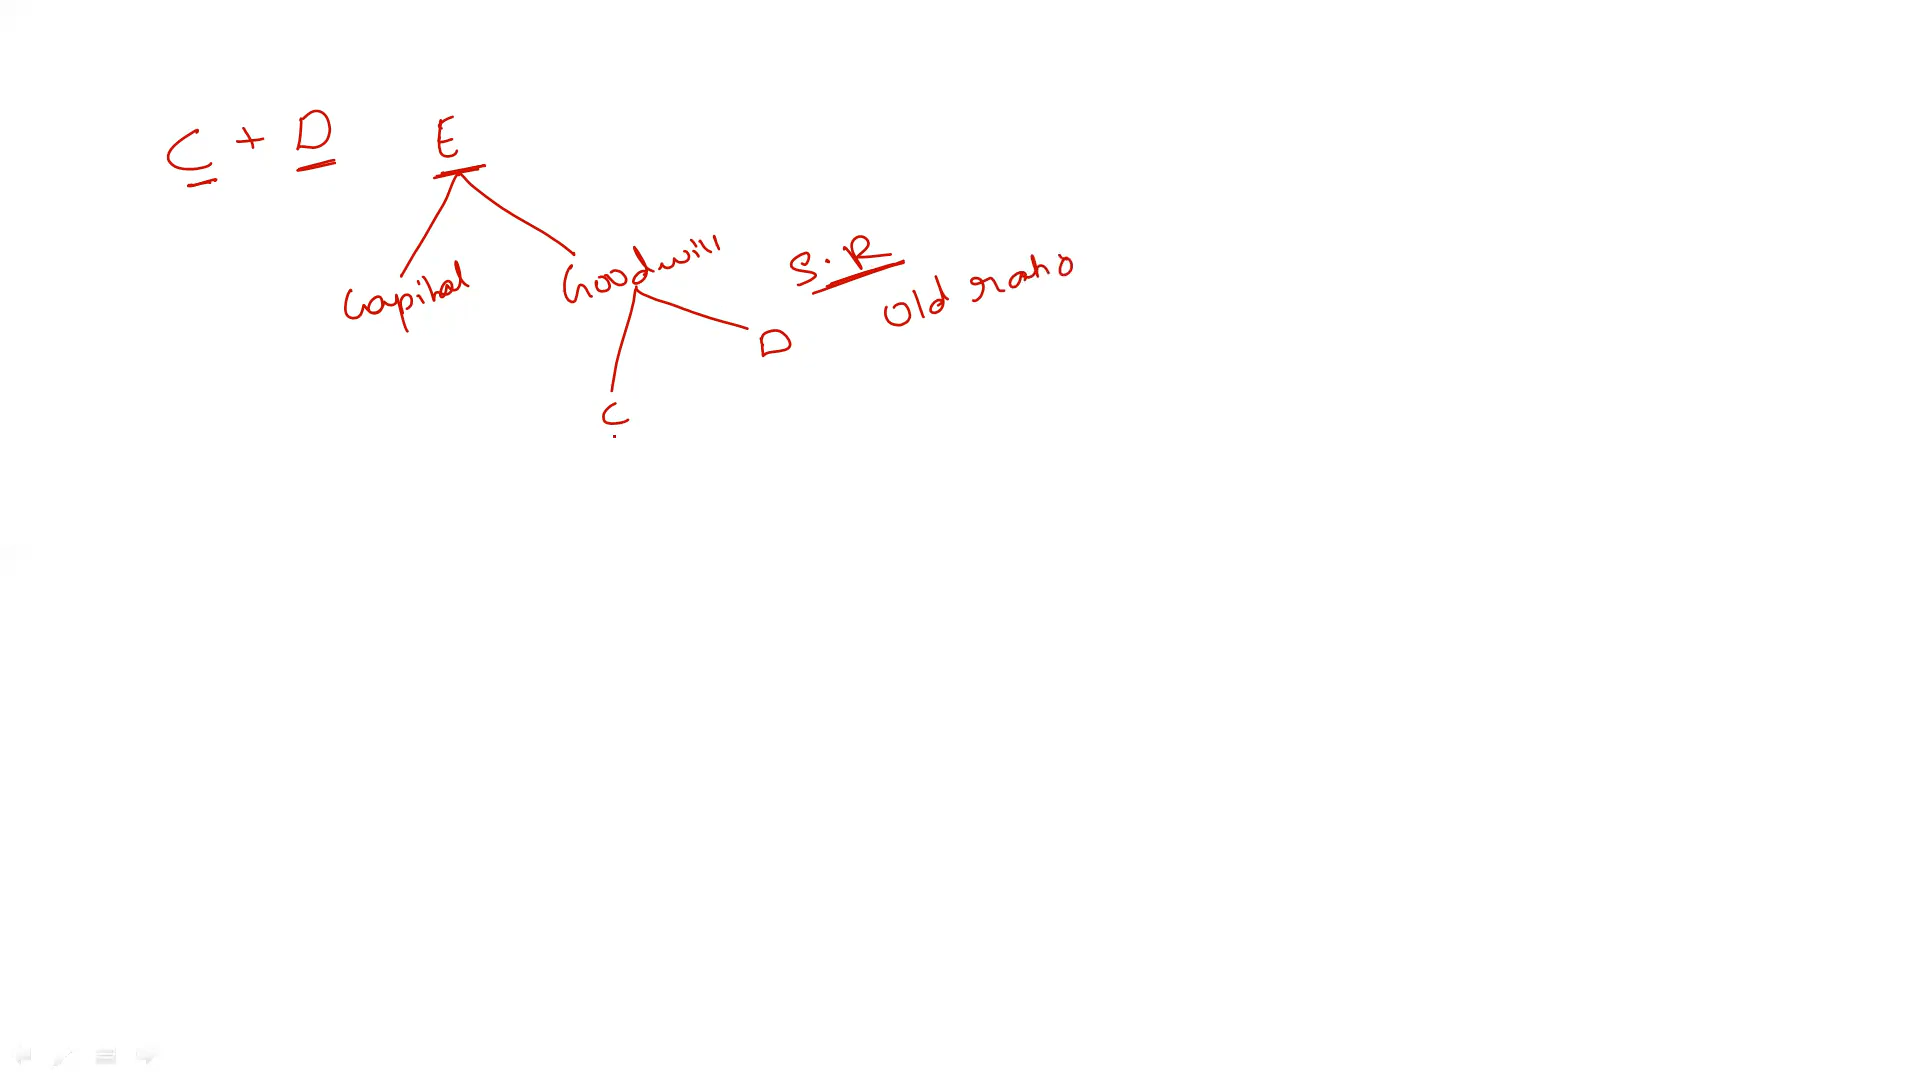 C + D E
Capital Goodwill S.R
Old ratio
D
C